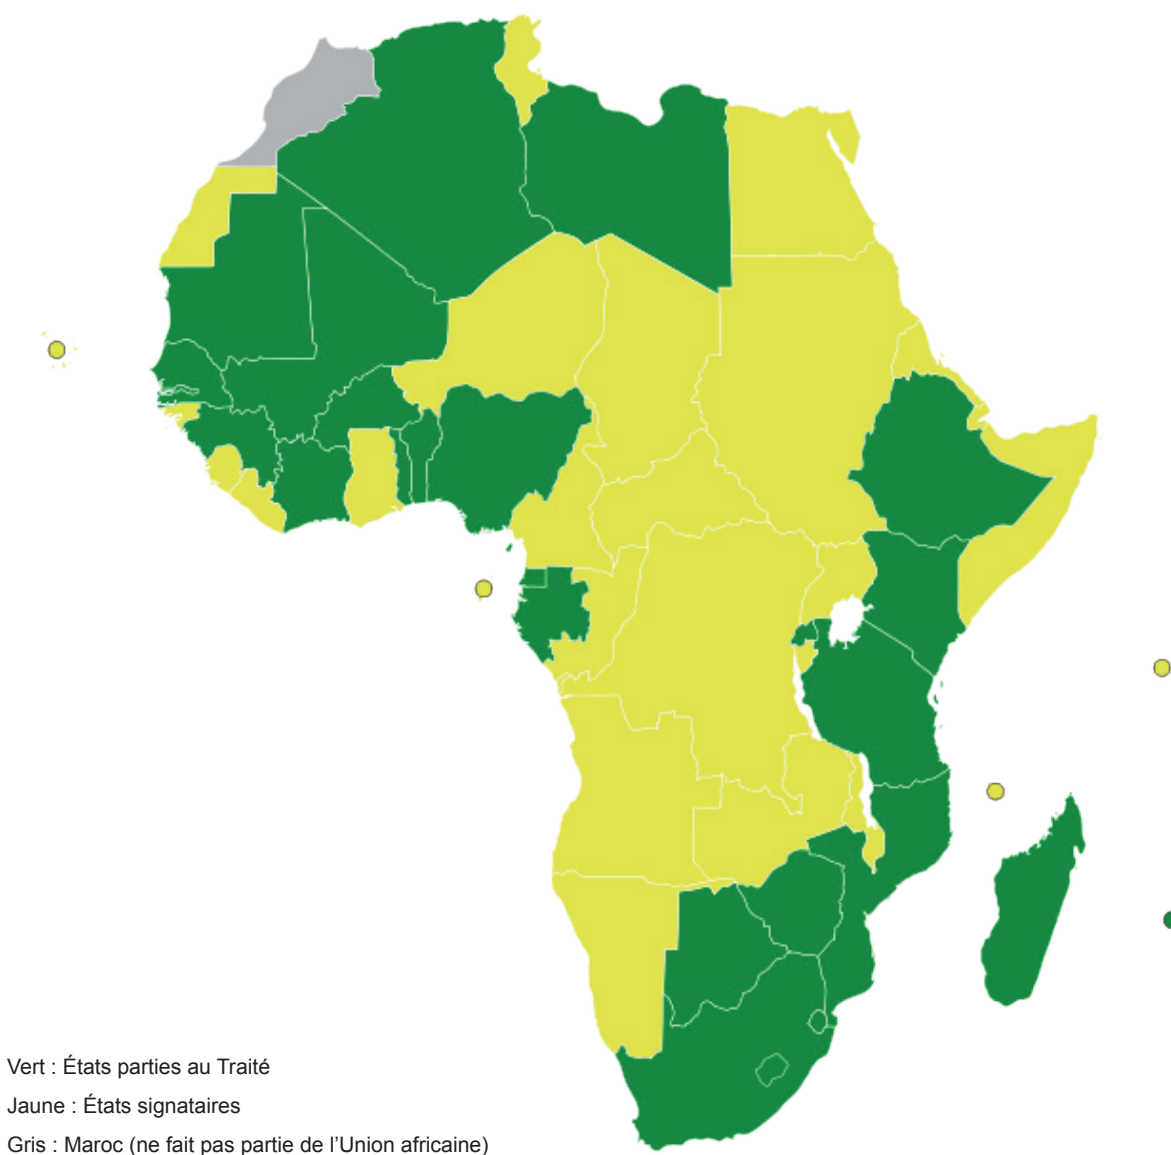 Vert : États parties au Traité
Jaune : États signataires
Gris : Maroc (ne fait pas partie de l’Union africaine)